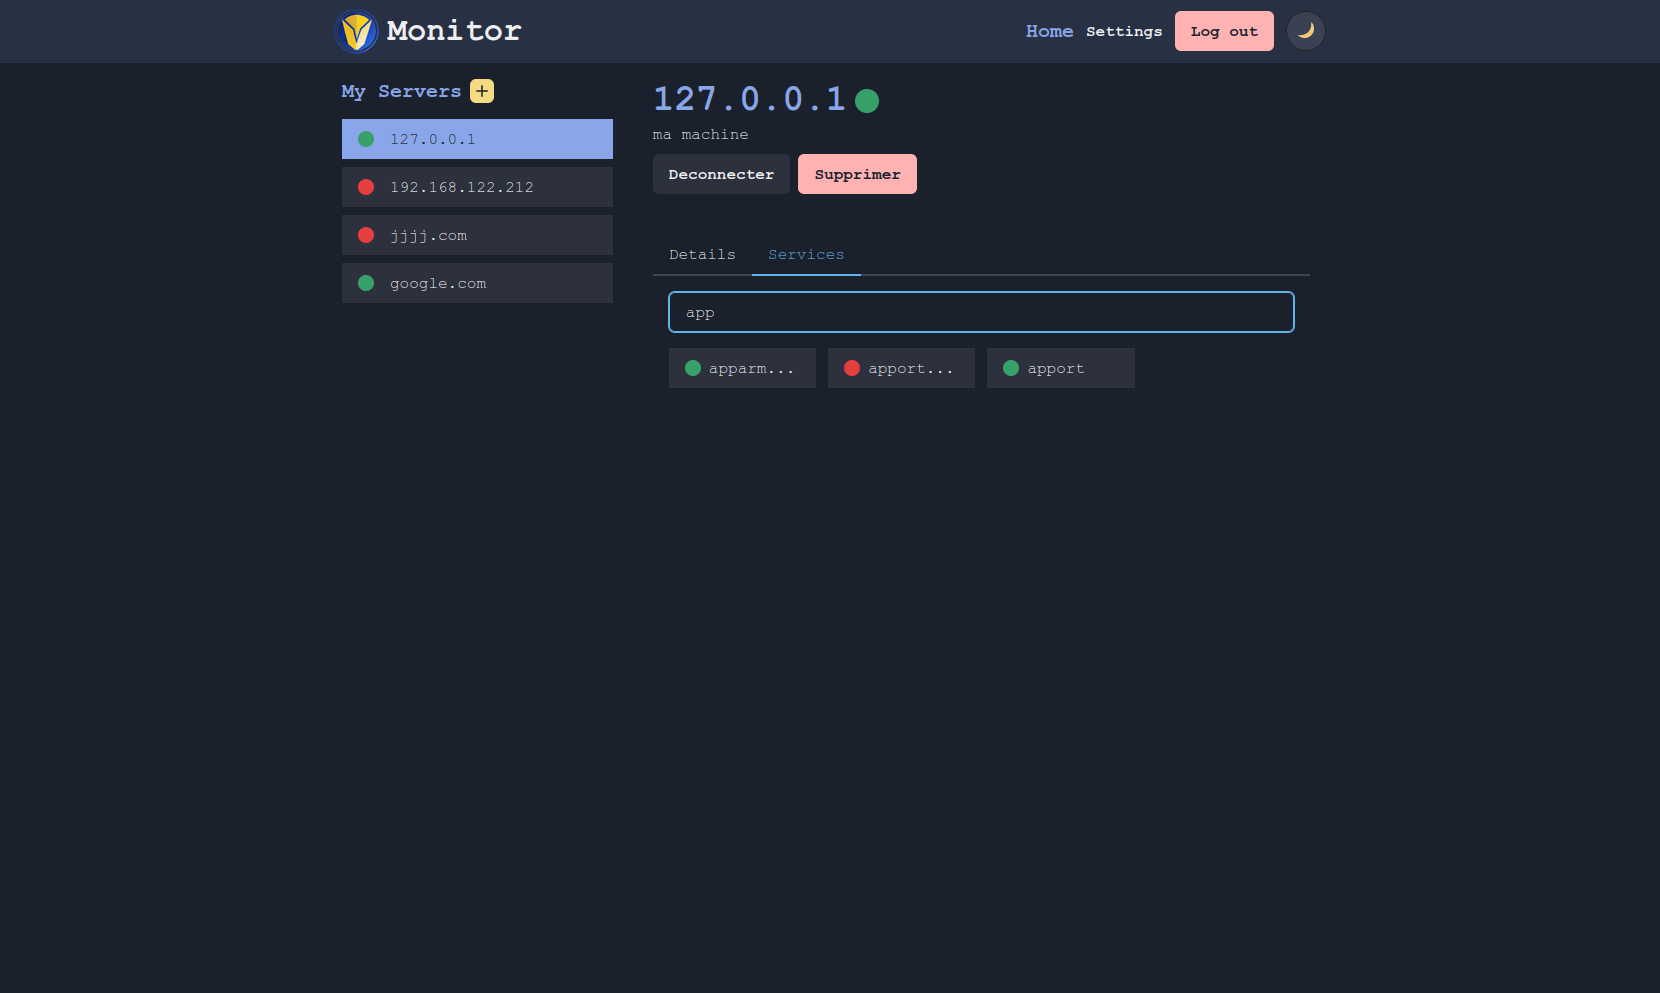 Monitor
Home Settings Log out
My Servers +
127.0.0.1
192.168.122.212
jjjj.com
google.com
127.0.0.1
ma machine
Deconnecter Supprimer
Details Services
app
apparm... apport... apport